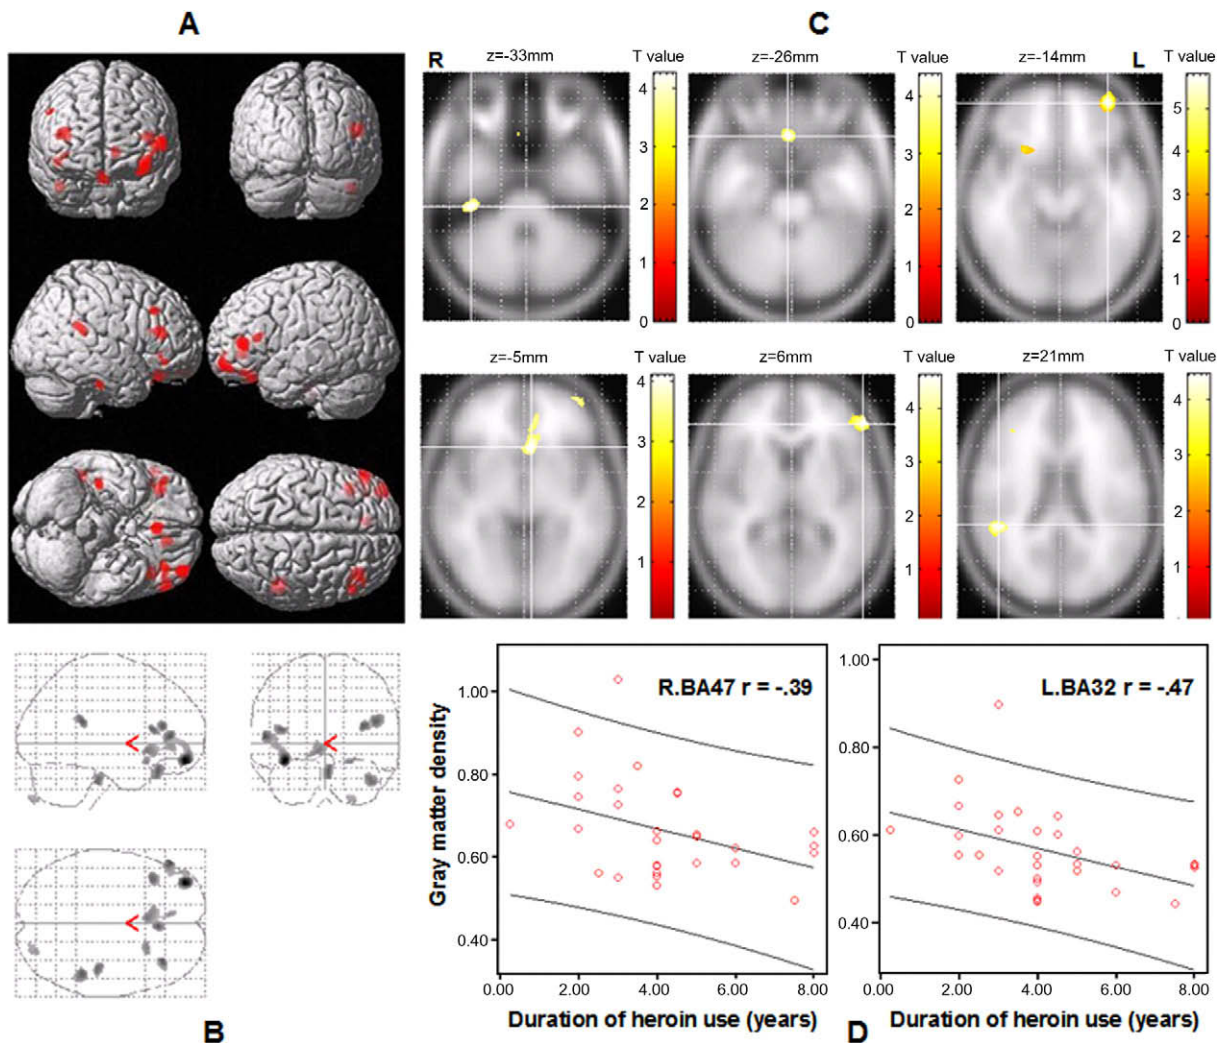 A
C
R
z=-33mm
T value
z=-26mm
T value
z=-14mm
L
T value
4
3
2
1
0
4
3
2
1
0
5
4
3
2
1
0
z=-5mm
T value
z=6mm
T value
z=21mm
T value
4
3
2
1
4
3
2
1
4
3
2
1
<
<
<
B
R.BA47 r = -.39
L.BA32 r = -.47
Gray matter density
1.00
0.80
0.60
0.40
1.00
0.80
0.60
0.40
0.00 2.00 4.00 6.00 8.00
0.00 2.00 4.00 6.00 8.00
Duration of heroin use (years)
D
Duration of heroin use (years)